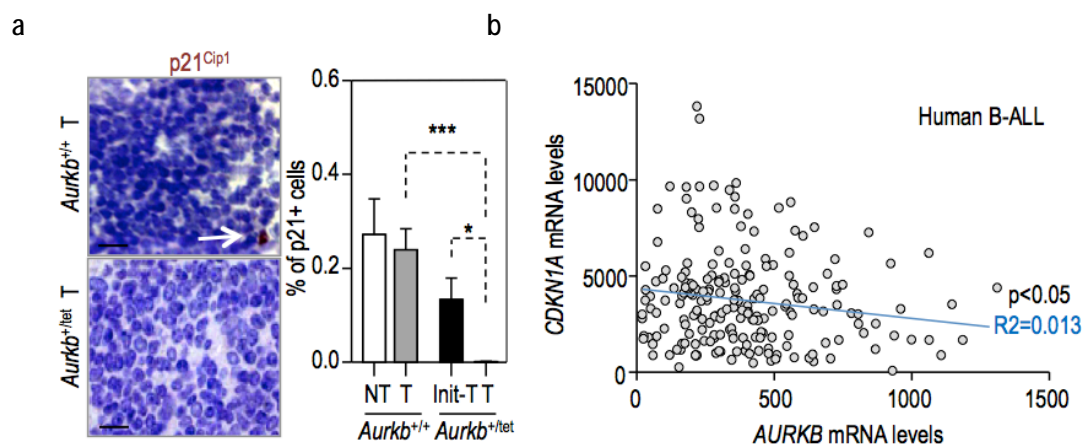 a
p21Cip1
Aurkb+/+ T
Aurkb+/tet T
% of p21+ cells
0.6
0.4
0.2
0.0
***
*
NT T Init-T T
Aurkb+/+ Aurkb+/tet
b
CDKN1A mRNA levels
15000
10000
5000
0
Human B-ALL
p<0.05
R2=0.013
0 500 1000 1500
AURKB mRNA levels